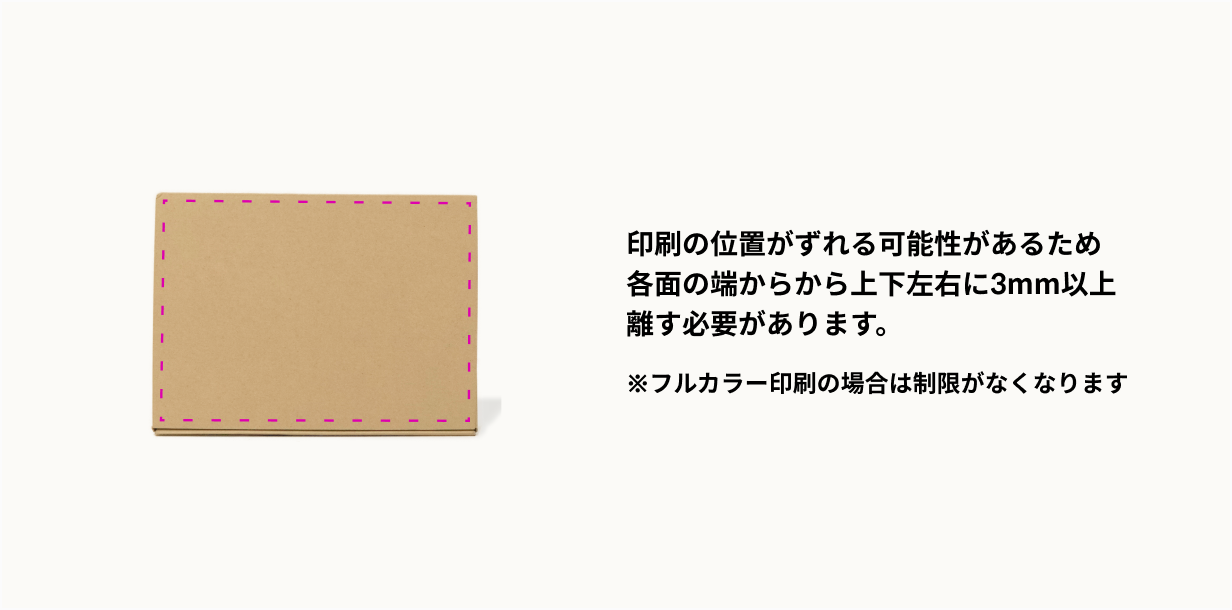 印刷の位置がずれる可能性があるため
各面の端からから上下左右に3mm以上
離す必要があります。
※フルカラー印刷の場合は制限がなくなります